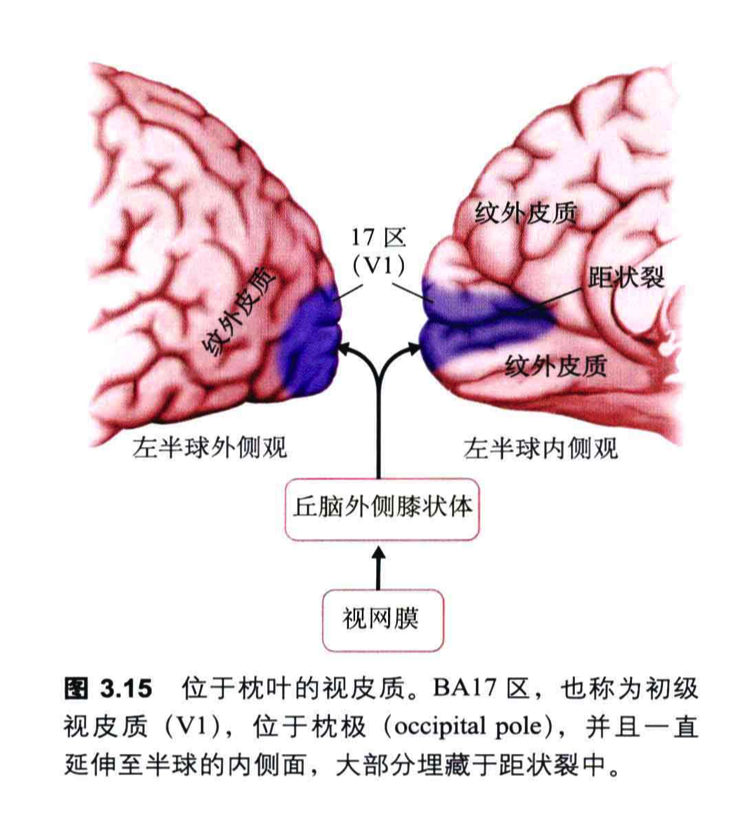 纹外皮质
17 区
（V1）
距状裂
纹外皮质
纹外皮质
左半球外侧观
左半球内侧观
丘脑外侧膝状体
视网膜
图 3.15 位于枕叶的视皮质。BA17 区，也称为初级
视皮质（V1），位于枕极（occipital pole），并且一直
延伸至半球的内侧面，大部分埋藏于距状裂中。